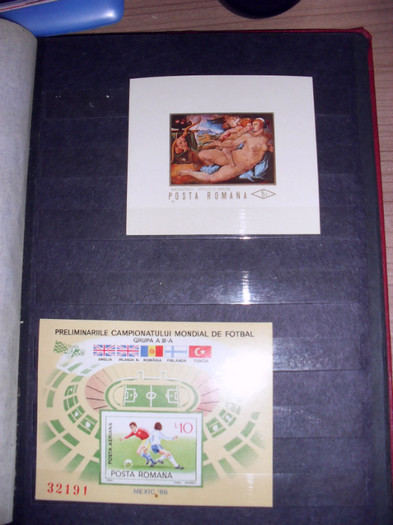 POSTA ROMANA
PRELIMINARIILE CAMPIONATULUI MONDIAL DE FOTBAL
GRUPA A III-A
ANGLIA IRLANDA N. ROMÂNIA FINLANDA TURCIA
POSTA AERIANA
L10
POSTA ROMANA
32191
MEXIC '86